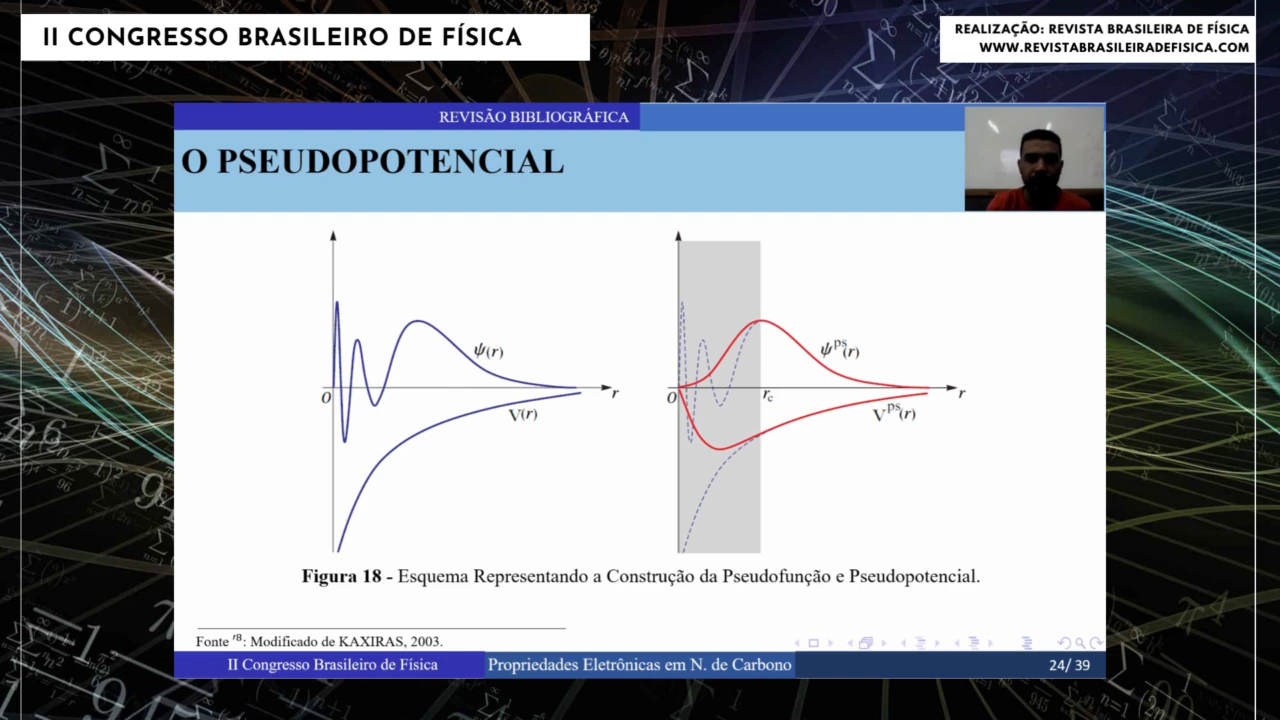 II CONGRESSO BRASILEIRO DE FÍSICA
REALIZAÇÃO: REVISTA BRASILEIRA DE FÍSICA
WWW.REVISTABRASILEIRADEFISICA.COM
REVISÃO BIBLIOGRÁFICA
O PSEUDOPOTENCIAL
ψ(r)
O
r
V(r)
ψᵖˢ(r)
O
r꜀
r
Vᵖˢ(r)
Figura 18 - Esquema Representando a Construção da Pseudofunção e Pseudopotencial.
Fonte ′⁸: Modificado de KAXIRAS, 2003.
II Congresso Brasileiro de Física
Propriedades Eletrônicas em N. de Carbono
24/ 39